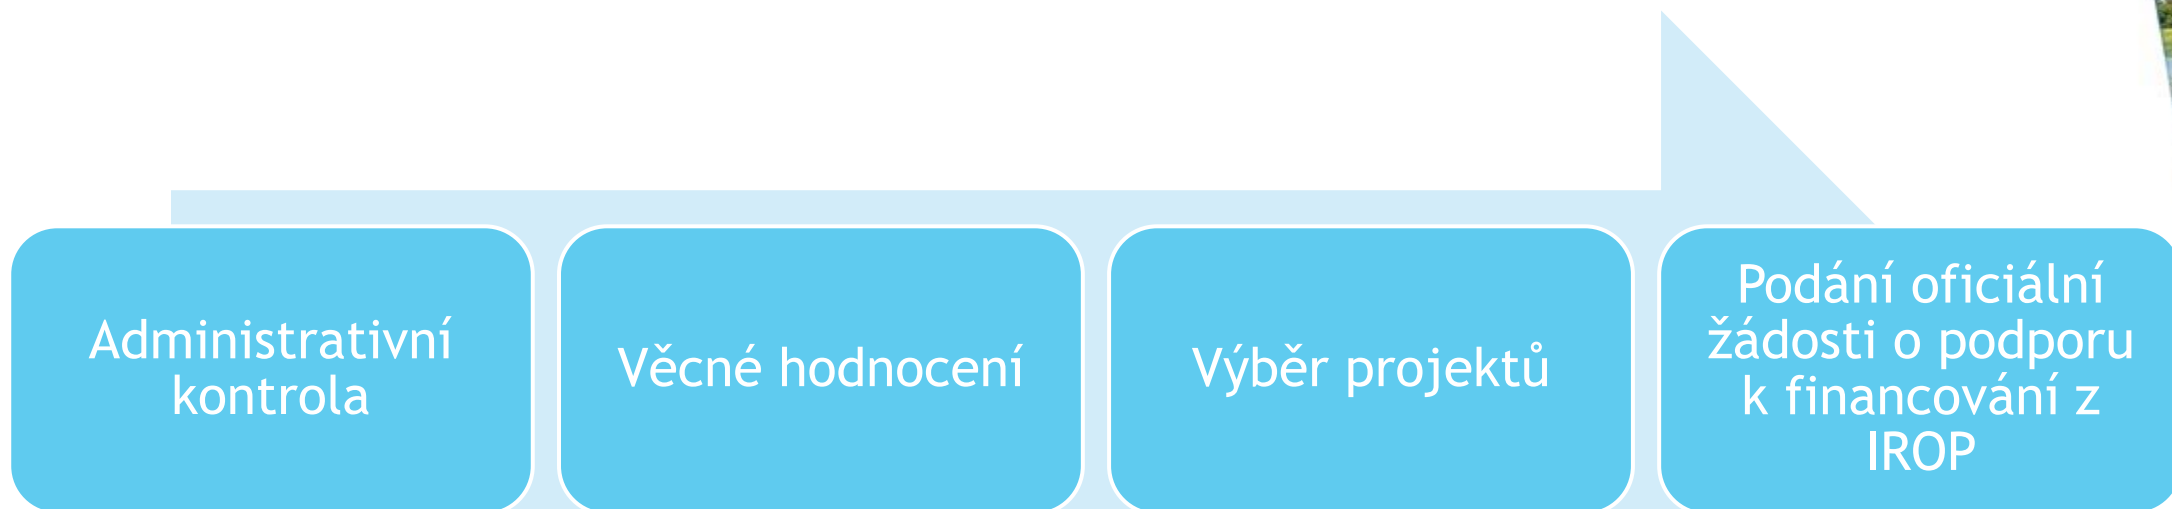 Administrativní
kontrola
Věcné hodnocení
Výběr projektů
Podání oficiální
žádosti o podporu
k financování z
IROP